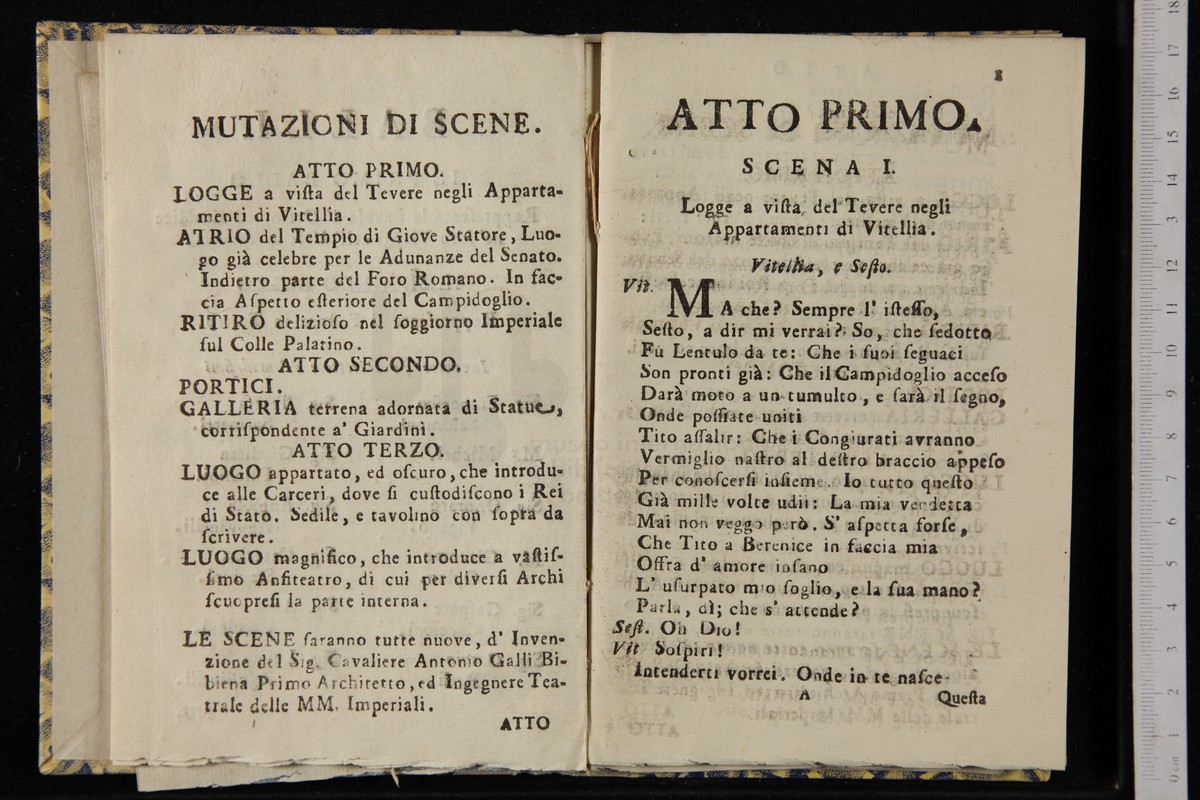 MUTAZIONI DI SCENE.
ATTO PRIMO.
LOGGE a viſta del Tevere negli Apparta-
menti di Vitellia.
ATRIO del Tempio di Giove Statore, Luo-
go già celebre per le Adunanze del Senato.
Indietro parte del Foro Romano. In fac-
cia Aſpetto eſteriore del Campidoglio.
RITIRO delizioſo nel ſoggiorno Imperiale
ſul Colle Palatino.
ATTO SECONDO.
PORTICI.
GALLERIA terrena adornata di Statue,
corriſpondente a' Giardini.
ATTO TERZO.
LUOGO appartato, ed oſcuro, che introdu-
ce alle Carceri, dove ſi cuſtodiſcono i Rei
di Stato. Sedile, e tavolino con ſopra da
ſcrivere.
LUOGO magnifico, che introduce a vaſtiſ-
ſimo Anfiteatro, di cui per diverſi Archi
ſcuopreſi la parte interna.
LE SCENE ſaranno tutte nuove, d' Inven-
zione del Sig. Cavaliere Antonio Galli Bi-
biena Primo Architetto, ed Ingegnere Tea-
trale delle MM. Imperiali.
ATTO
ATTO PRIMO.
SCENA I.
Logge a viſta del Tevere negli
Appartamenti di Vitellia.
Vitellia, e Seſto.
Vit. MA che? Sempre l' iſteſſo,
Seſto, a dir mi verrai? So, che ſedotto
Fù Lentulo da te: Che i ſuoi ſeguaci
Son pronti già: Che il Campidoglio acceſo
Darà moto a un tumulto, e ſarà il ſegno,
Onde poſſiate uniti
Tito aſſalir: Che i Congiurati avranno
Vermiglio naſtro al deſtro braccio appeſo
Per conoſcerſi inſieme. Io tutto queſto
Già mille volte udii: La mia vendetta
Mai non veggo però. S' aſpetta forſe,
Che Tito a Berenice in faccia mia
Offra d' amore inſano
L' uſurpato mio ſoglio, e la ſua mano?
Parla, dì; che s' attende?
Seſt. Oh Dio!
Vit Soſpiri!
Intenderti vorrei. Onde in te naſce
A Queſta